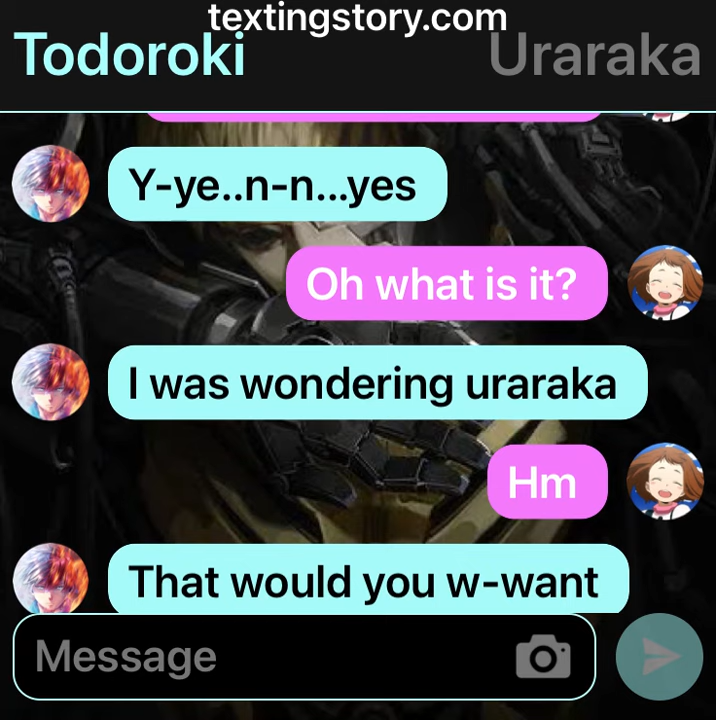 textingstory.com
Todoroki Uraraka
Y-ye..n-n...yes
Oh what is it?
I was wondering uraraka
Hm
That would you w-want
Message